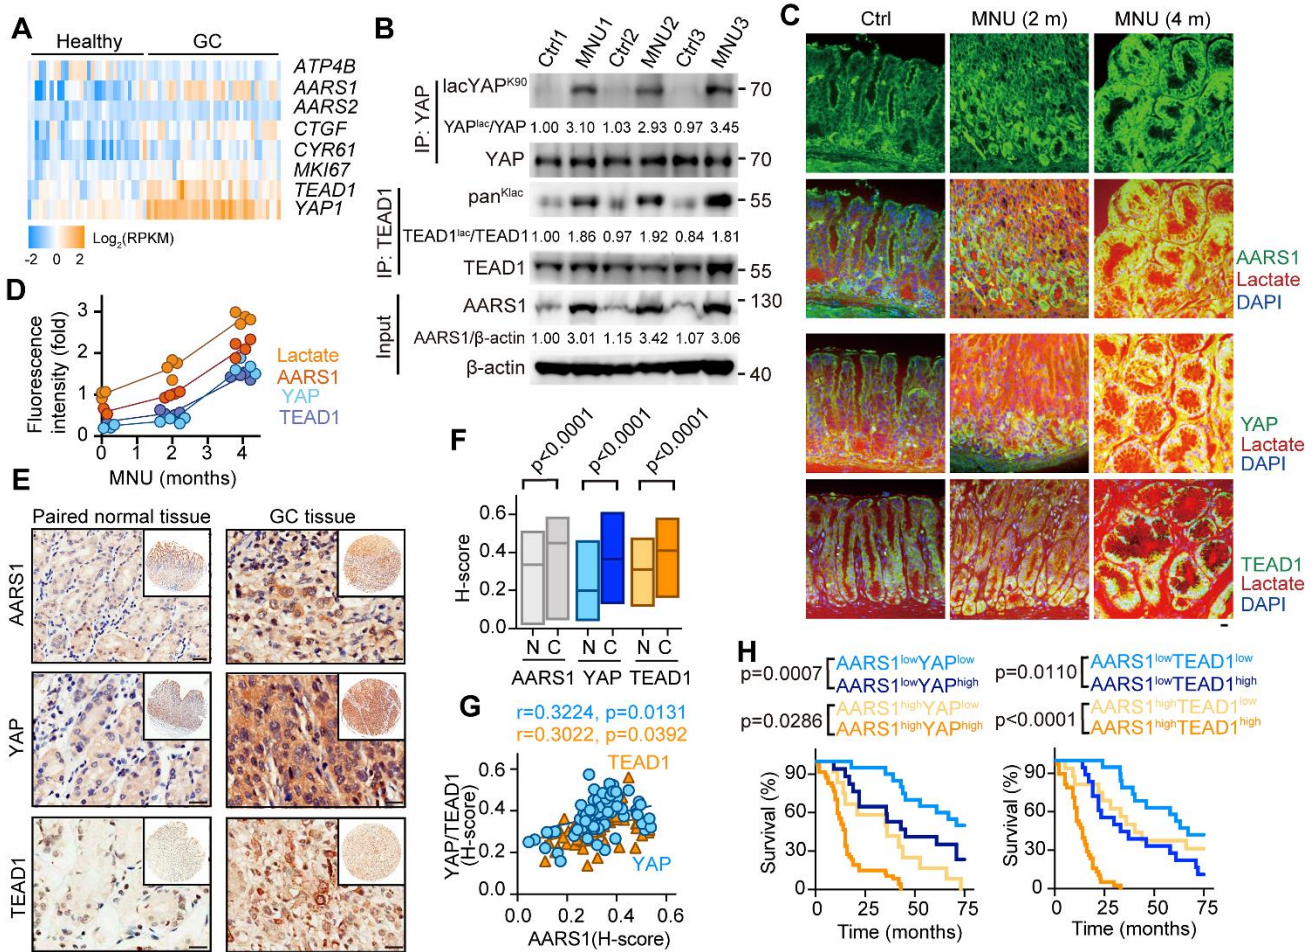 A
Healthy GC
ATP4B
AARS1
AARS2
CTGF
CYR61
MKI67
TEAD1
YAP1
Log2(RPKM)
-2 0 2
B
Ctrl1 MNU1 Ctrl2 MNU2 Ctrl3 MNU3
IP: YAP
lacYAPK90 70
YAPlac/YAP 1.00 3.10 1.03 2.93 0.97 3.45
YAP 70
IP: TEAD1
panKlac 55
TEAD1lac/TEAD1 1.00 1.86 0.97 1.92 0.84 1.81
TEAD1 55
Input
AARS1 130
AARS1/β-actin 1.00 3.01 1.15 3.42 1.07 3.06
β-actin 40
C
Ctrl MNU (2 m) MNU (4 m)
AARS1
Lactate
DAPI
YAP
Lactate
DAPI
TEAD1
Lactate
DAPI
D
Fluorescence
intensity (fold)
3
2
1
0
0 1 2 3 4
MNU (months)
Lactate
AARS1
YAP
TEAD1
E
Paired normal tissue GC tissue
AARS1
YAP
TEAD1
F
p<0.0001 p<0.0001 p<0.0001
H-score
0.6
0.4
0.2
0.0
N C N C N C
AARS1 YAP TEAD1
G
r=0.3224, p=0.0131
r=0.3022, p=0.0392
TEAD1
YAP
YAP/TEAD1
(H-score)
0.6
0.4
0.2
0.0
0.0 0.2 0.4 0.6
AARS1(H-score)
H
p=0.0007
AARS1lowYAPlow
AARS1lowYAPhigh
p=0.0286
AARS1highYAPlow
AARS1highYAPhigh
Survival (%)
90
60
30
0
0 25 50 75
Time (months)
p=0.0110
AARS1lowTEAD1low
AARS1lowTEAD1high
p<0.0001
AARS1highTEAD1low
AARS1highTEAD1high
Survival (%)
90
60
30
0
0 25 50 75
Time (months)